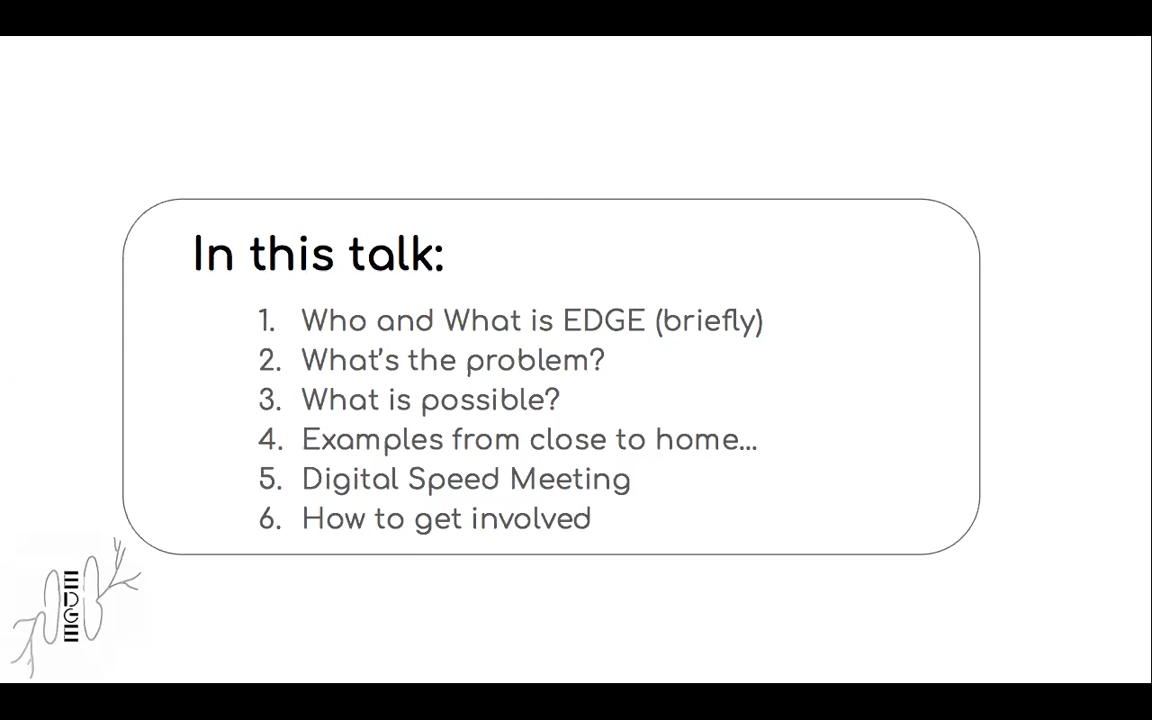 In this talk:
1. Who and What is EDGE (briefly)
2. What's the problem?
3. What is possible?
4. Examples from close to home...
5. Digital Speed Meeting
6. How to get involved
EDGE